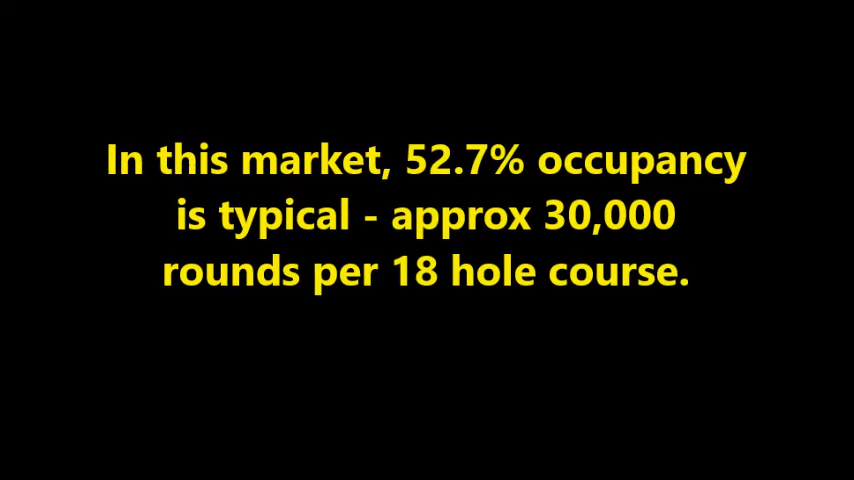 In this market, 52.7% occupancy
is typical - approx 30,000
rounds per 18 hole course.